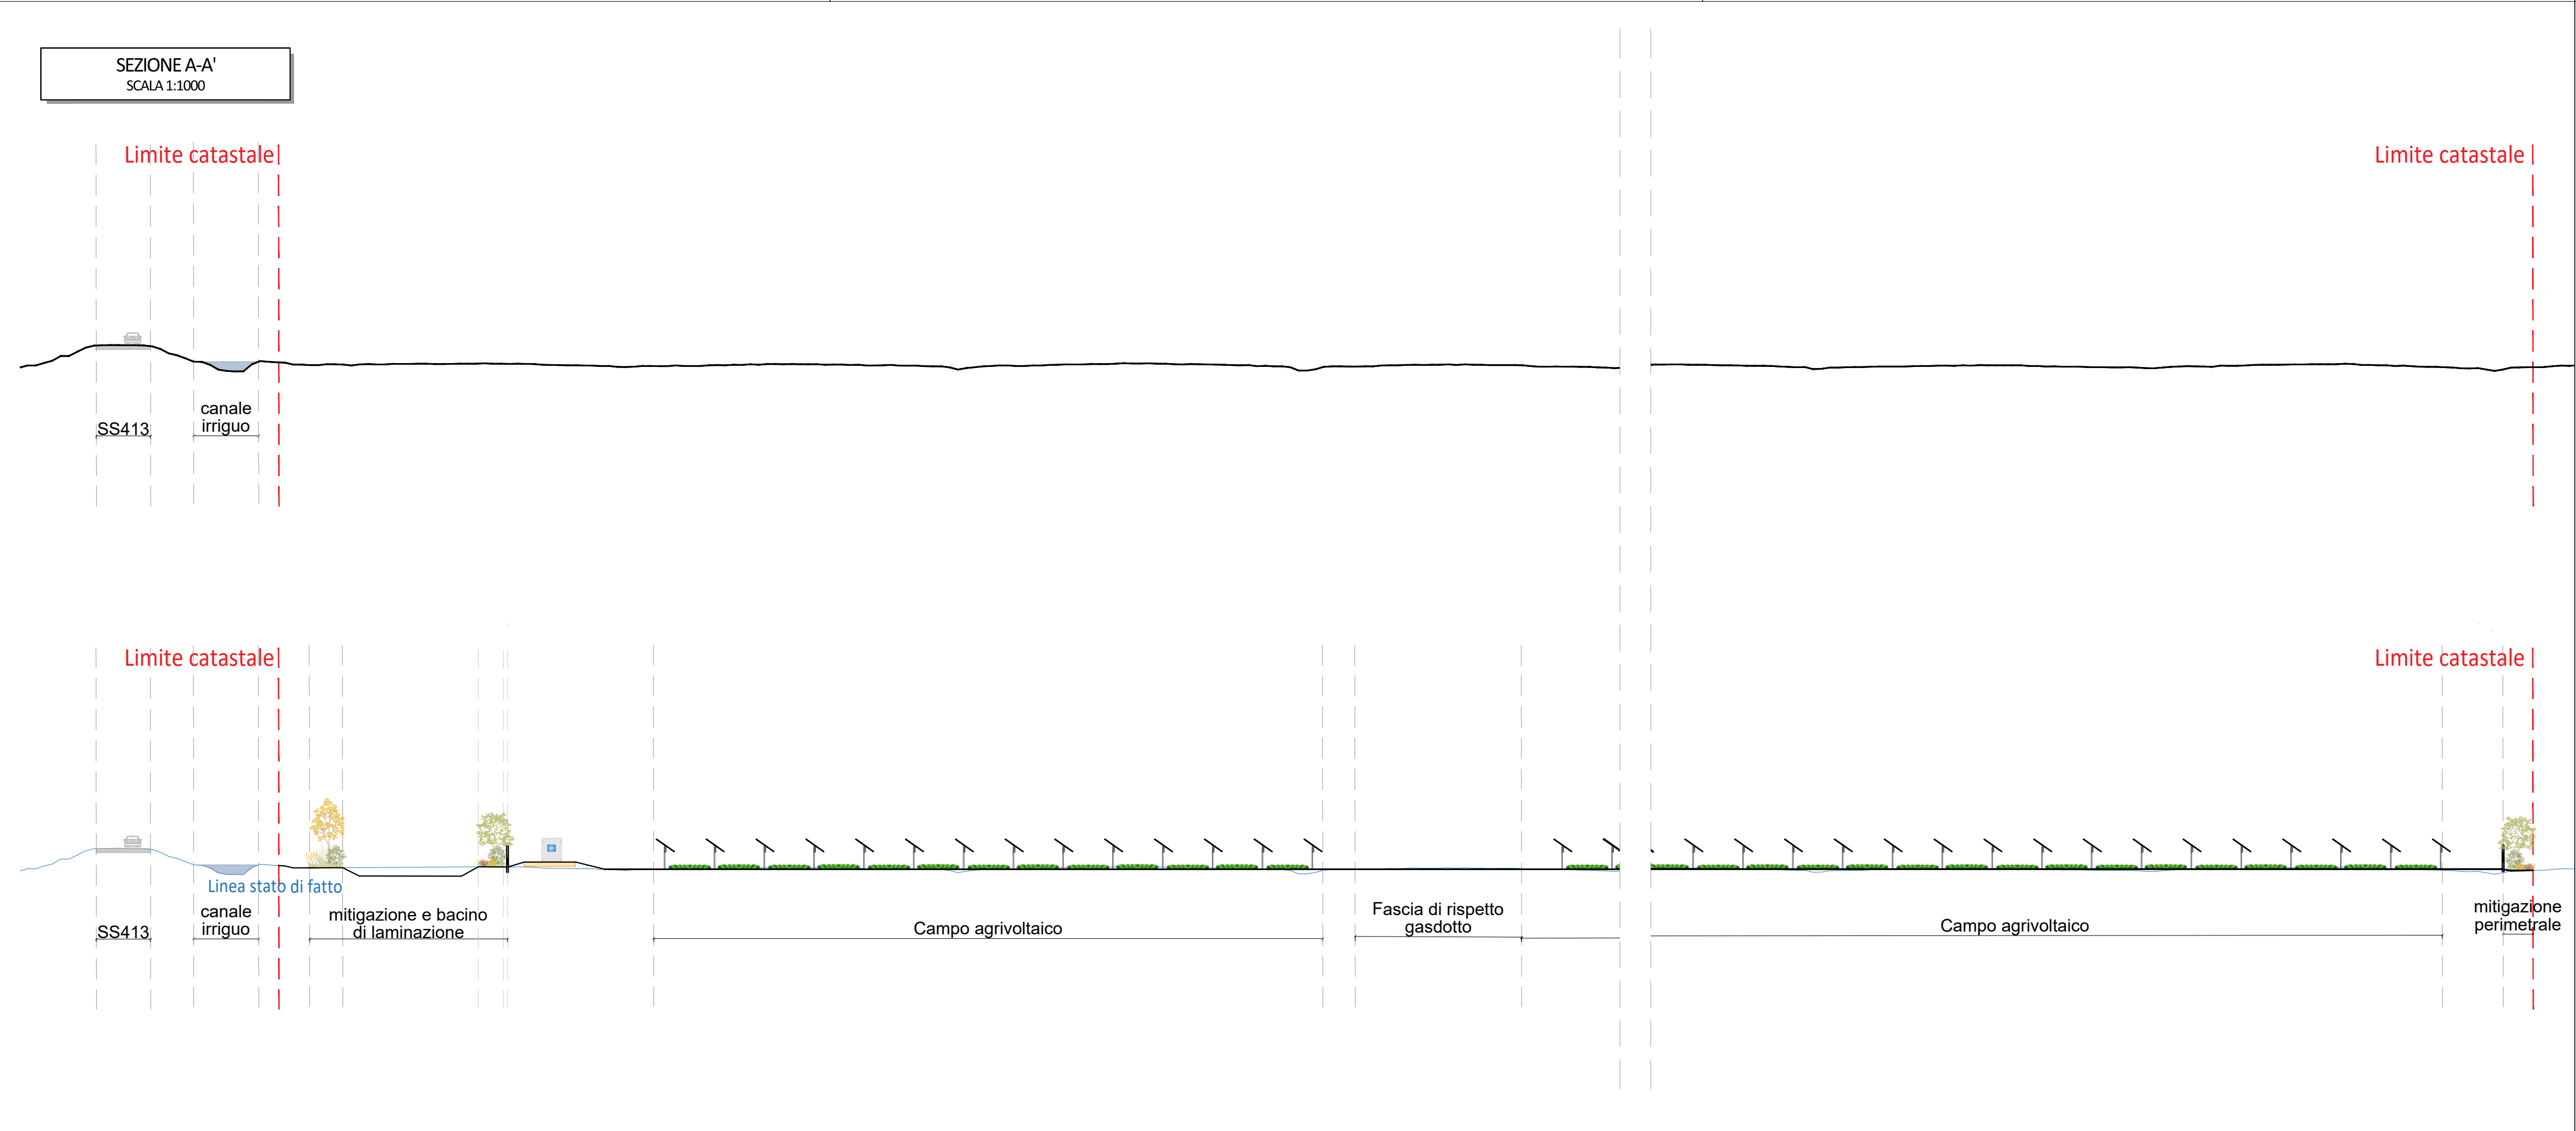 SEZIONE A-A'
SCALA 1:1000
Limite catastale
Limite catastale
canale
irriguo
SS413
Limite catastale
Limite catastale
Linea stato di fatto
canale
irriguo
SS413
mitigazione e bacino
di laminazione
Campo agrivoltaico
Fascia di rispetto
gasdotto
Campo agrivoltaico
mitigazione
perimetrale